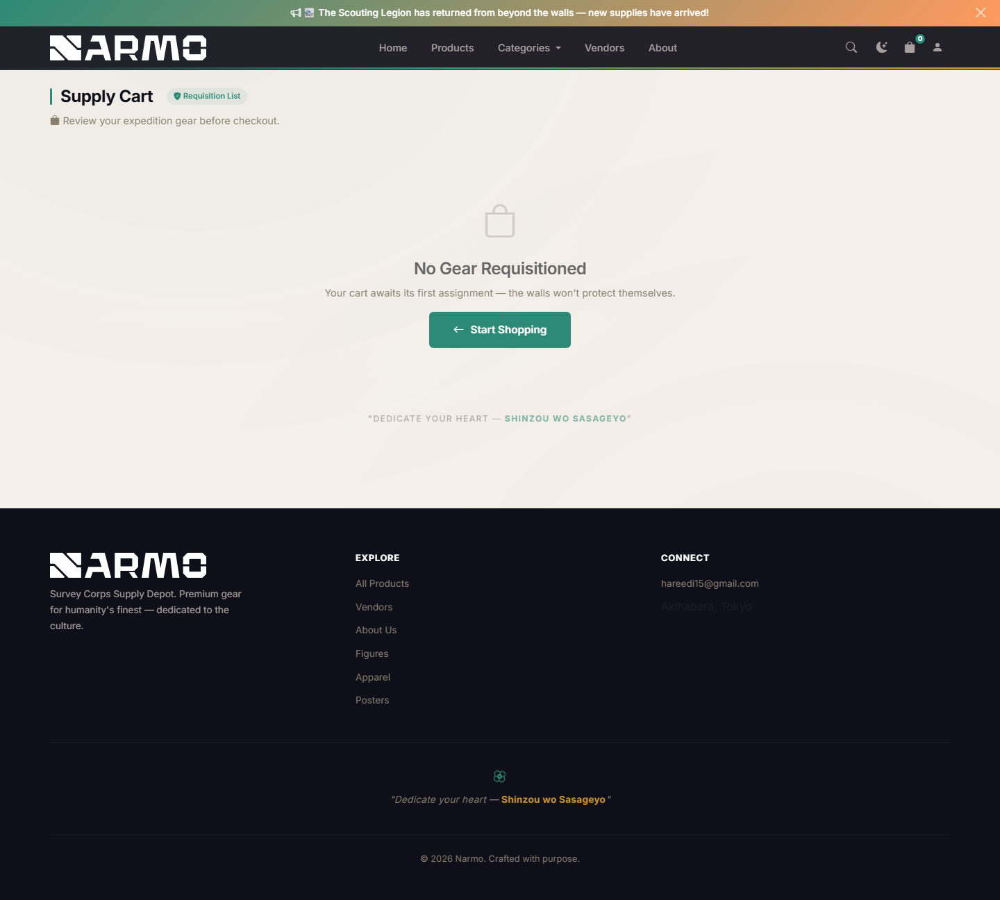 The Scouting Legion has returned from beyond the walls — new supplies have arrived!
NARMO
Home
Products
Categories
Vendors
About
0
Supply Cart
Requisition List
Review your expedition gear before checkout.
No Gear Requisitioned
Your cart awaits its first assignment — the walls won't protect themselves.
← Start Shopping
"DEDICATE YOUR HEART — SHINZOU WO SASAGEYO"
NARMO
Survey Corps Supply Depot. Premium gear
for humanity's finest — dedicated to the
culture.
EXPLORE
All Products
Vendors
About Us
Figures
Apparel
Posters
CONNECT
hareedi15@gmail.com
Akihabara, Tokyo
"Dedicate your heart — Shinzou wo Sasageyo"
© 2026 Narmo. Crafted with purpose.